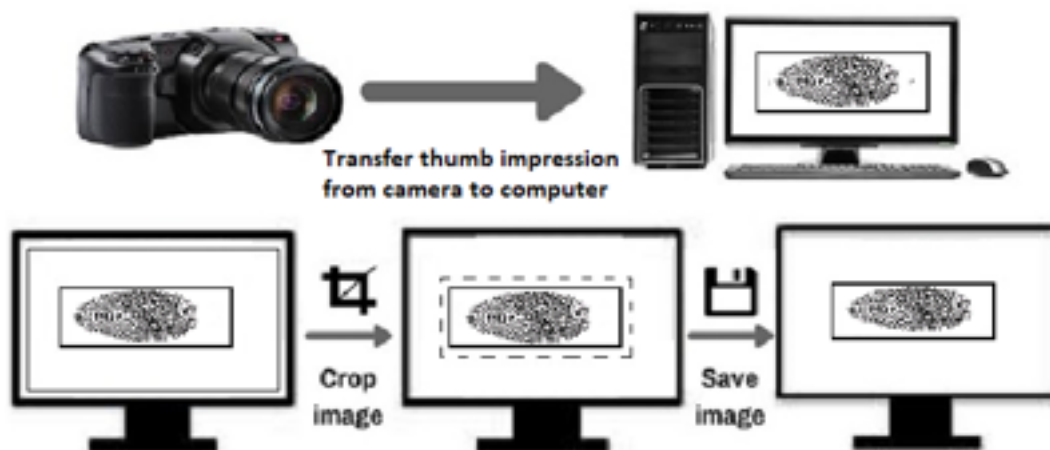 Transfer thumb impression
from camera to computer
Crop
image
Save
image